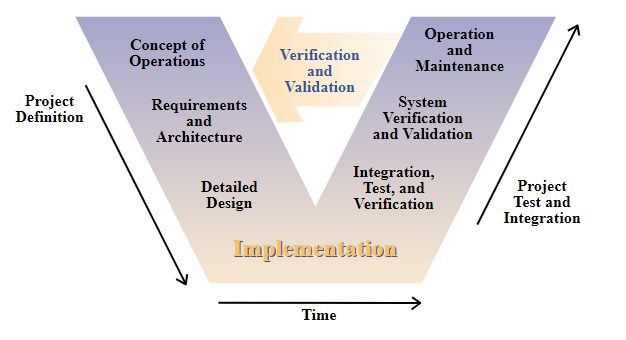 Concept of
Operations
Verification
and
Validation
Operation
and
Maintenance
Project
Definition
Requirements
and
Architecture
System
Verification
and Validation
Detailed
Design
Integration,
Test, and
Verification
Project
Test and
Integration
Implementation
Time